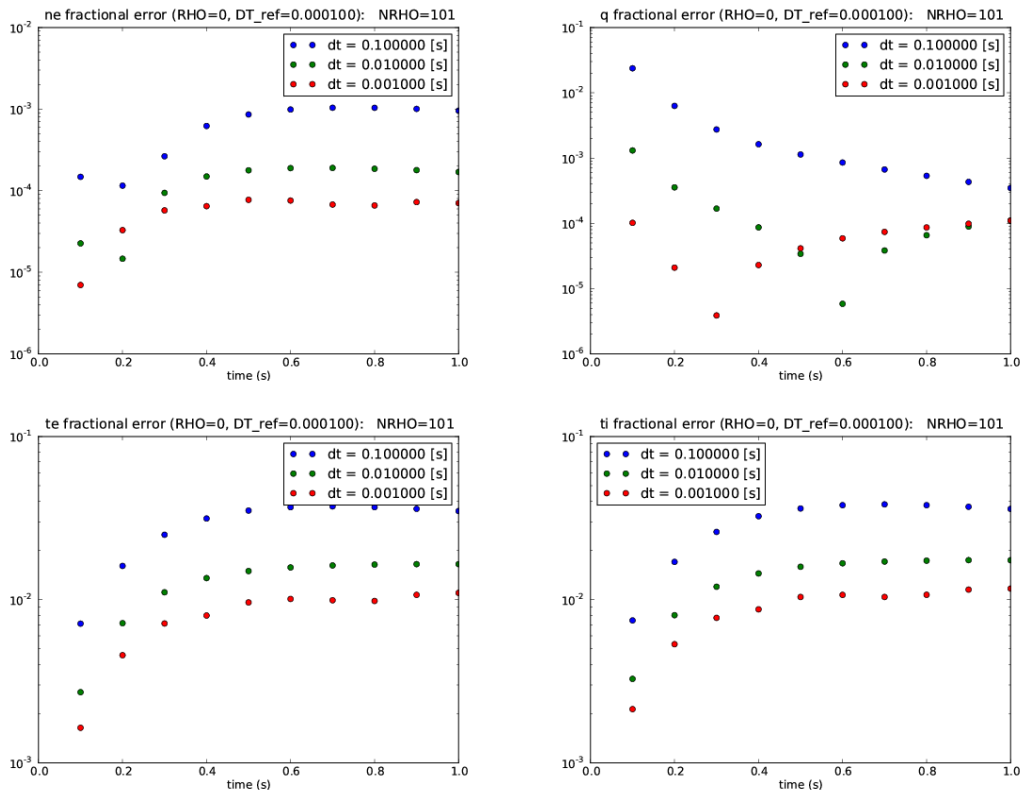 ne fractional error (RHO=0, DT_ref=0.000100):   NRHO=101
10^-2
10^-3
10^-4
10^-5
10^-6
dt = 0.100000 [s]
dt = 0.010000 [s]
dt = 0.001000 [s]
0.0 0.2 0.4 0.6 0.8 1.0
time (s)
q fractional error (RHO=0, DT_ref=0.000100):   NRHO=101
10^-1
10^-2
10^-3
10^-4
10^-5
10^-6
dt = 0.100000 [s]
dt = 0.010000 [s]
dt = 0.001000 [s]
0.0 0.2 0.4 0.6 0.8 1.0
time (s)
te fractional error (RHO=0, DT_ref=0.000100):   NRHO=101
10^-1
10^-2
10^-3
dt = 0.100000 [s]
dt = 0.010000 [s]
dt = 0.001000 [s]
0.0 0.2 0.4 0.6 0.8 1.0
time (s)
ti fractional error (RHO=0, DT_ref=0.000100):   NRHO=101
10^-1
10^-2
10^-3
dt = 0.100000 [s]
dt = 0.010000 [s]
dt = 0.001000 [s]
0.0 0.2 0.4 0.6 0.8 1.0
time (s)